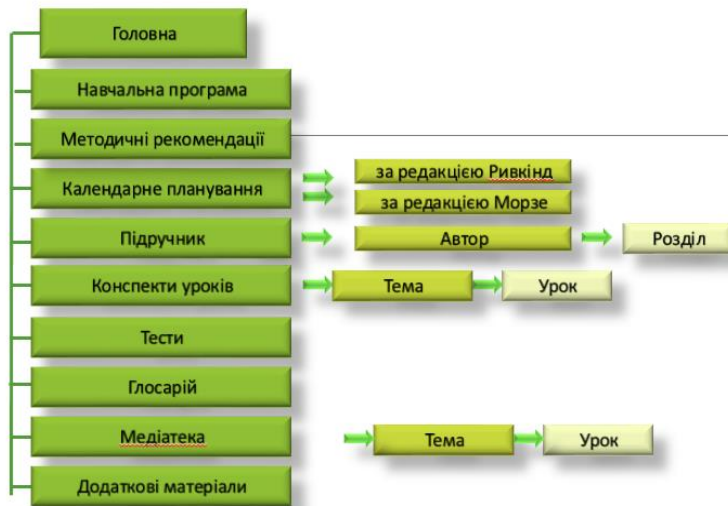 Головна
Навчальна програма
Методичні рекомендації
Календарне планування
за редакцією Ривкінд
за редакцією Морзе
Підручник
Автор
Розділ
Конспекти уроків
Тема
Урок
Тести
Глосарій
Медіатека
Тема
Урок
Додаткові матеріали